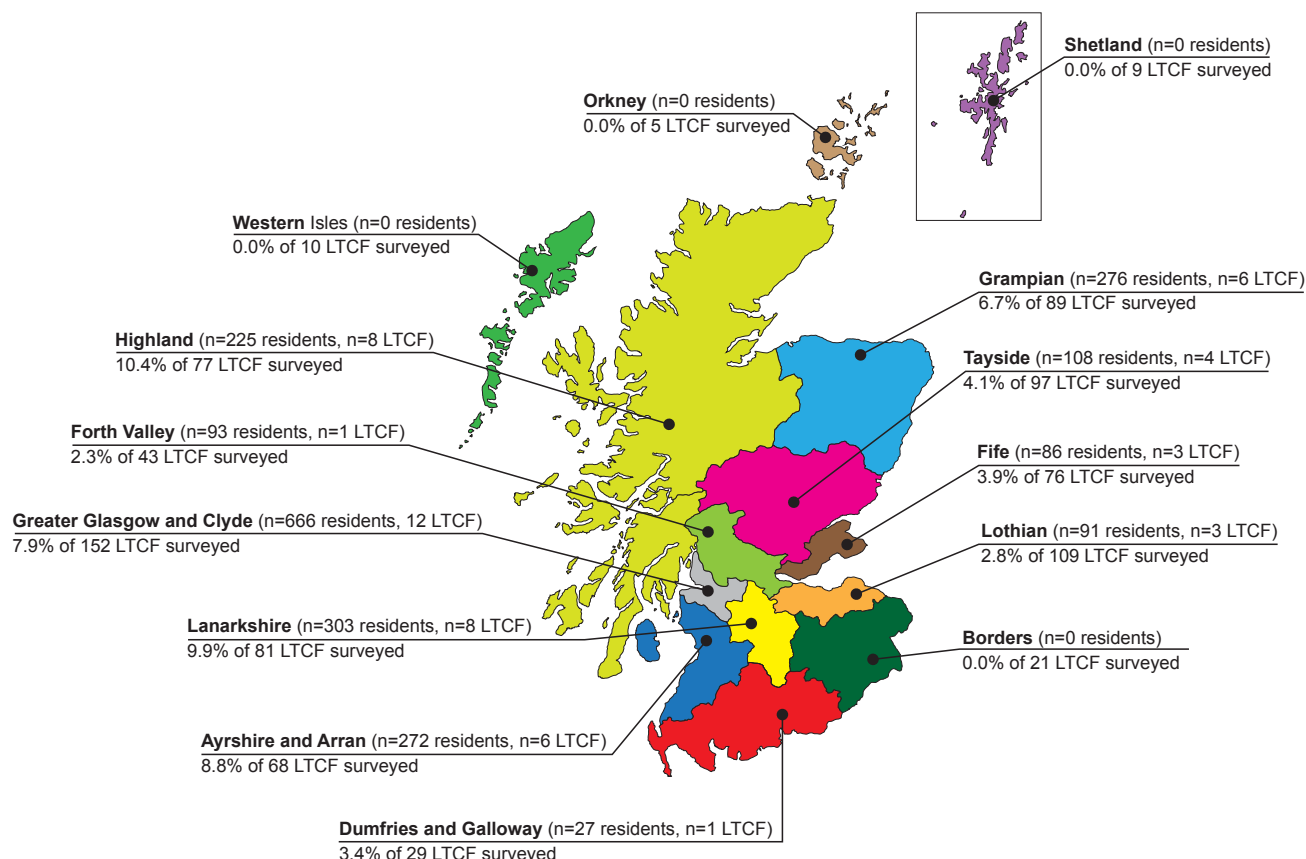 Shetland (n=0 residents)
0.0% of 9 LTCF surveyed
Orkney (n=0 residents)
0.0% of 5 LTCF surveyed
Western Isles (n=0 residents)
0.0% of 10 LTCF surveyed
Grampian (n=276 residents, n=6 LTCF)
6.7% of 89 LTCF surveyed
Highland (n=225 residents, n=8 LTCF)
10.4% of 77 LTCF surveyed
Tayside (n=108 residents, n=4 LTCF)
4.1% of 97 LTCF surveyed
Forth Valley (n=93 residents, n=1 LTCF)
2.3% of 43 LTCF surveyed
Fife (n=86 residents, n=3 LTCF)
3.9% of 76 LTCF surveyed
Greater Glasgow and Clyde (n=666 residents, 12 LTCF)
7.9% of 152 LTCF surveyed
Lothian (n=91 residents, n=3 LTCF)
2.8% of 109 LTCF surveyed
Lanarkshire (n=303 residents, n=8 LTCF)
9.9% of 81 LTCF surveyed
Borders (n=0 residents)
0.0% of 21 LTCF surveyed
Ayrshire and Arran (n=272 residents, n=6 LTCF)
8.8% of 68 LTCF surveyed
Dumfries and Galloway (n=27 residents, n=1 LTCF)
3.4% of 29 LTCF surveyed